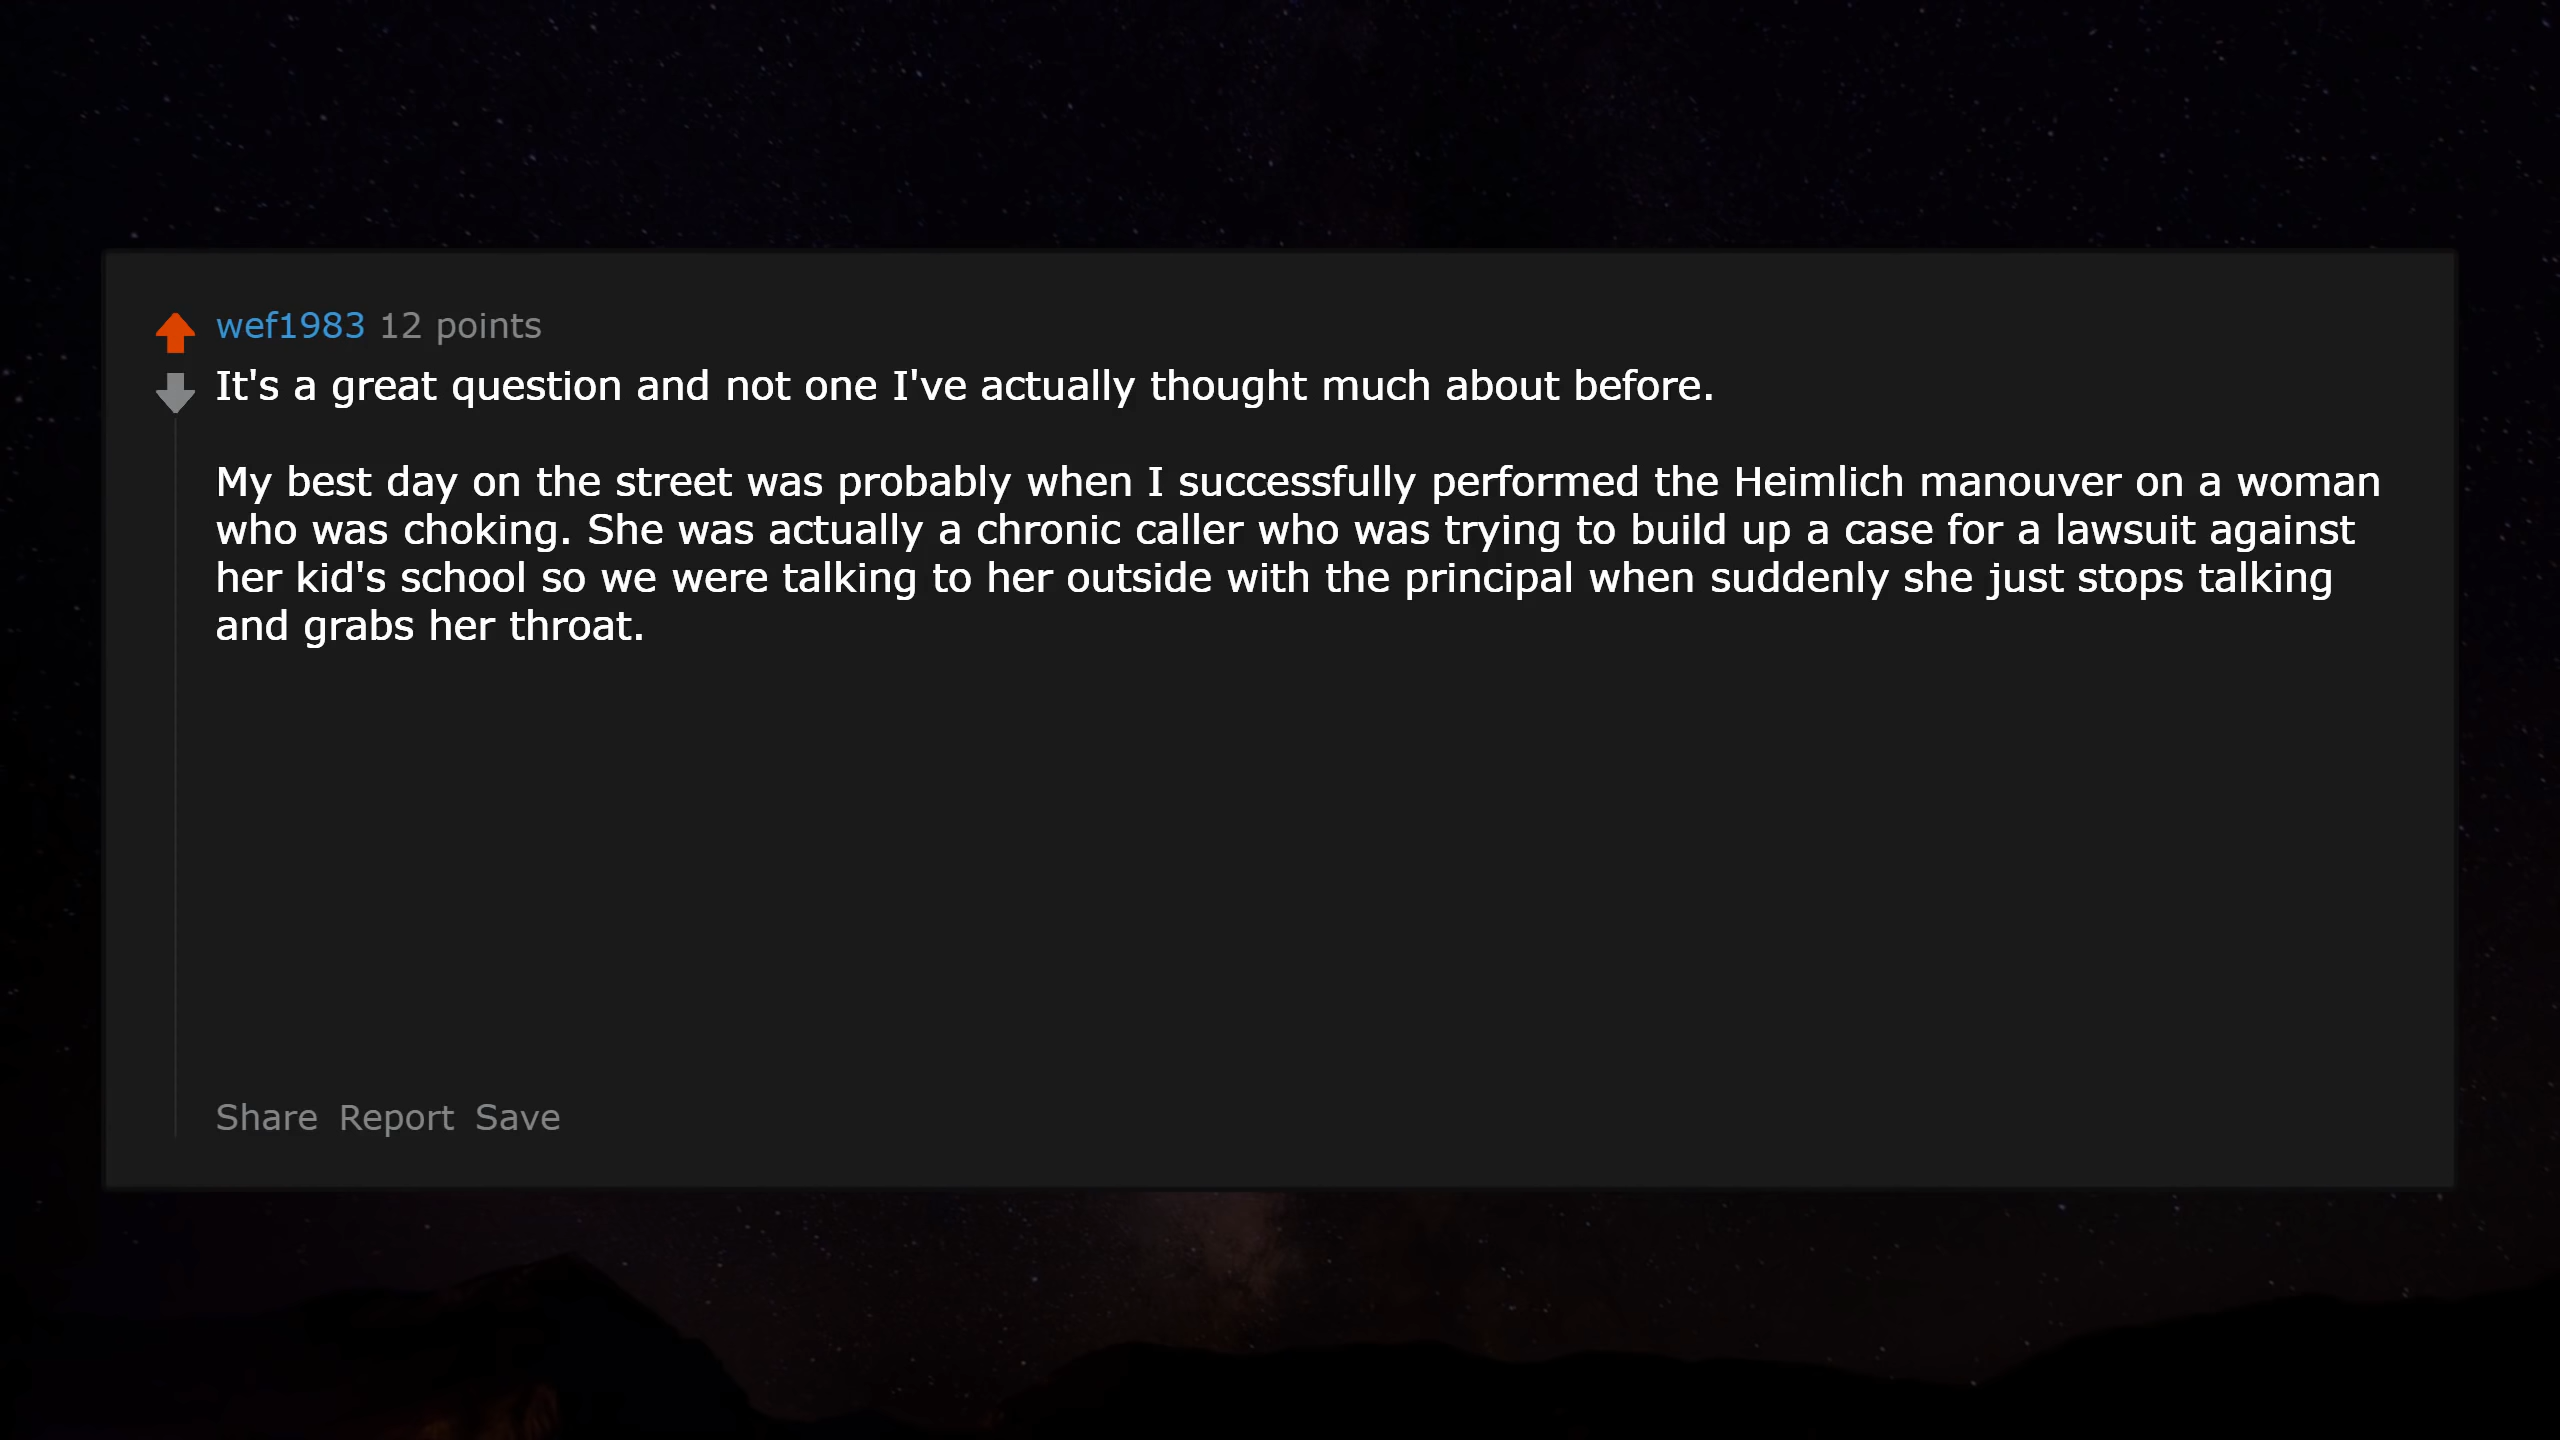 wef1983 12 points
It's a great question and not one I've actually thought much about before.
My best day on the street was probably when I successfully performed the Heimlich manouver on a woman
who was choking. She was actually a chronic caller who was trying to build up a case for a lawsuit against
her kid's school so we were talking to her outside with the principal when suddenly she just stops talking
and grabs her throat.
Share Report Save